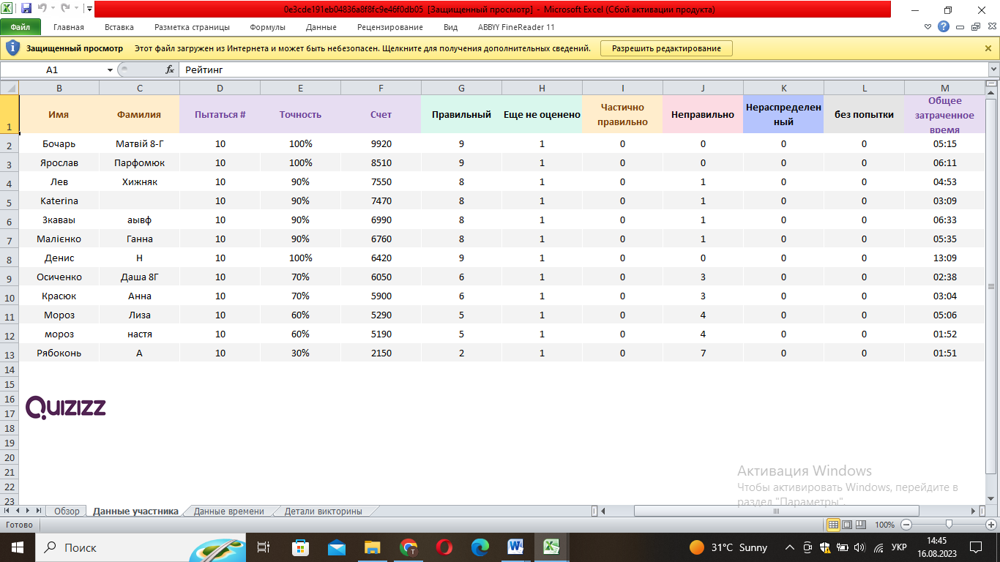 0e3cde191eb04836a8f8fc9e46f0db05 [Защищенный просмотр] - Microsoft Excel (Сбой активации продукта)
Файл Главная Вставка Разметка страницы Формулы Данные Рецензирование Вид ABBYY FineReader 11
Защищенный просмотр Этот файл загружен из Интернета и может быть небезопасен. Щелкните для получения дополнительных сведений. Разрешить редактирование
A1 fx Рейтинг
B C D E F G H I J K L M
1 Имя Фамилия Пытаться # Точность Счет Правильный Еще не оценено Частично правильно Неправильно Нераспределенный без попытки Общее затраченное время
2 Бочарь Матвій 8-Г 10 100% 9920 9 1 0 0 0 0 05:15
3 Ярослав Парфомюк 10 100% 8510 9 1 0 0 0 0 06:11
4 Лев Хижняк 10 90% 7550 8 1 0 1 0 0 04:53
5 Katerina 10 90% 7470 8 1 0 1 0 0 03:09
6 Зкаваы аывф 10 90% 6990 8 1 0 1 0 0 06:33
7 Малієнко Ганна 10 90% 6760 8 1 0 1 0 0 05:35
8 Денис Н 10 100% 6420 9 1 0 0 0 0 13:09
9 Осиченко Даша 8Г 10 70% 6050 6 1 0 3 0 0 02:38
10 Красюк Анна 10 70% 5900 6 1 0 3 0 0 03:04
11 Мороз Лиза 10 60% 5290 5 1 0 4 0 0 05:06
12 мороз настя 10 60% 5190 5 1 0 4 0 0 01:52
13 Рябоконь А 10 30% 2150 2 1 0 7 0 0 01:51
14
15
16
Quizizz
17
18
19
20
21
22
23
Активация Windows
Чтобы активировать Windows, перейдите в
раздел "Параметры".
Обзор Данные участника Данные времени Детали викторины
Готово 100%
Поиск 31°C Sunny УКР 14:45
16.08.2023